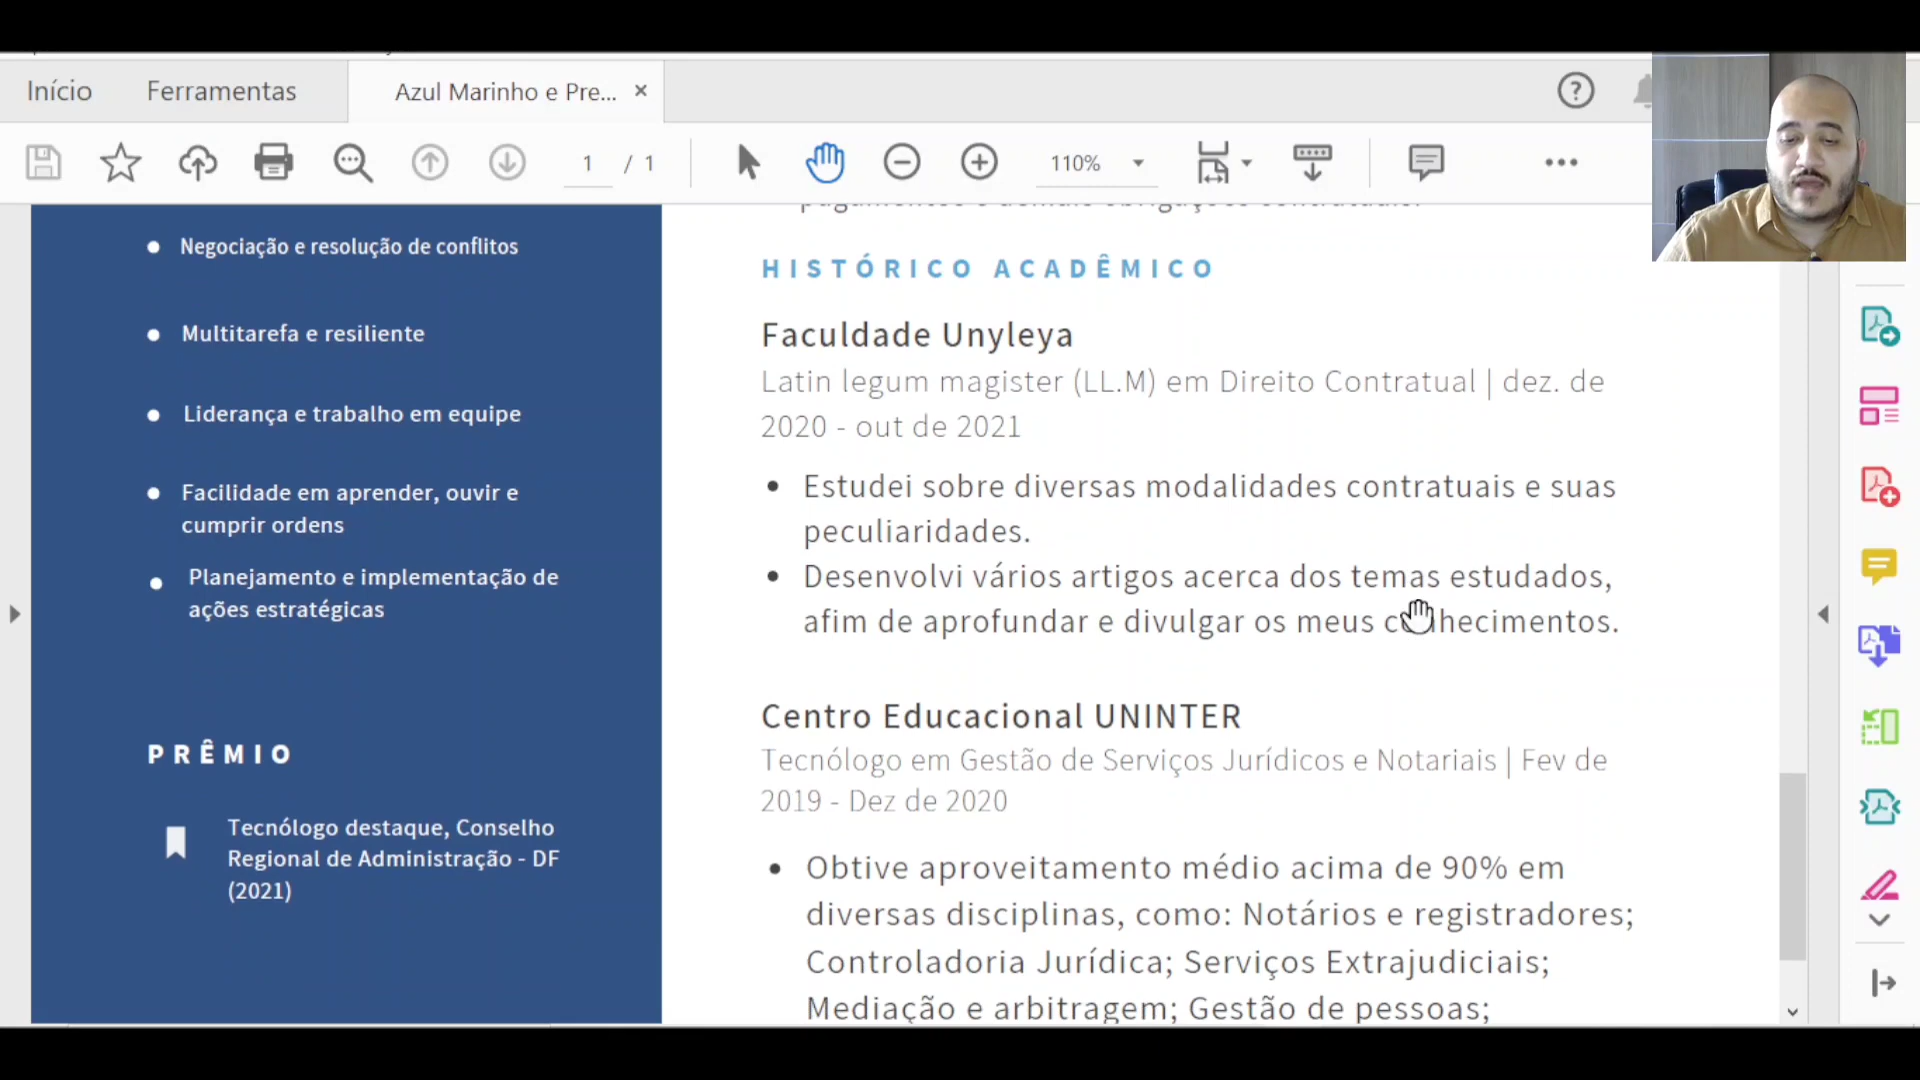 Início
Ferramentas
Azul Marinho e Pre...
1 / 1
110%
Negociação e resolução de conflitos
Multitarefa e resiliente
Liderança e trabalho em equipe
Facilidade em aprender, ouvir e
cumprir ordens
Planejamento e implementação de
ações estratégicas
PRÊMIO
Tecnólogo destaque, Conselho
Regional de Administração - DF
(2021)
HISTÓRICO ACADÊMICO
Faculdade Unyleya
Latin legum magister (LL.M) em Direito Contratual | dez. de
2020 - out de 2021
Estudei sobre diversas modalidades contratuais e suas
peculiaridades.
Desenvolvi vários artigos acerca dos temas estudados,
afim de aprofundar e divulgar os meus conhecimentos.
Centro Educacional UNINTER
Tecnólogo em Gestão de Serviços Jurídicos e Notariais | Fev de
2019 - Dez de 2020
Obtive aproveitamento médio acima de 90% em
diversas disciplinas, como: Notários e registradores;
Controladoria Jurídica; Serviços Extrajudiciais;
Mediação e arbitragem; Gestão de pessoas;